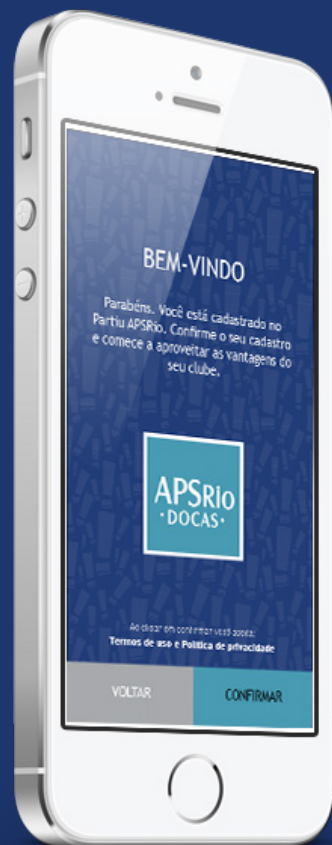 BEM-VINDO
Parabéns. Você está cadastrado no
Partiu APSRio. Confirme o seu cadastro
e comece a aproveitar as vantagens do
seu clube.
APSRIO
·DOCAS·
Ao clicar em confirmar você aceita:
Termos de uso e Política de privacidade
VOLTAR
CONFIRMAR